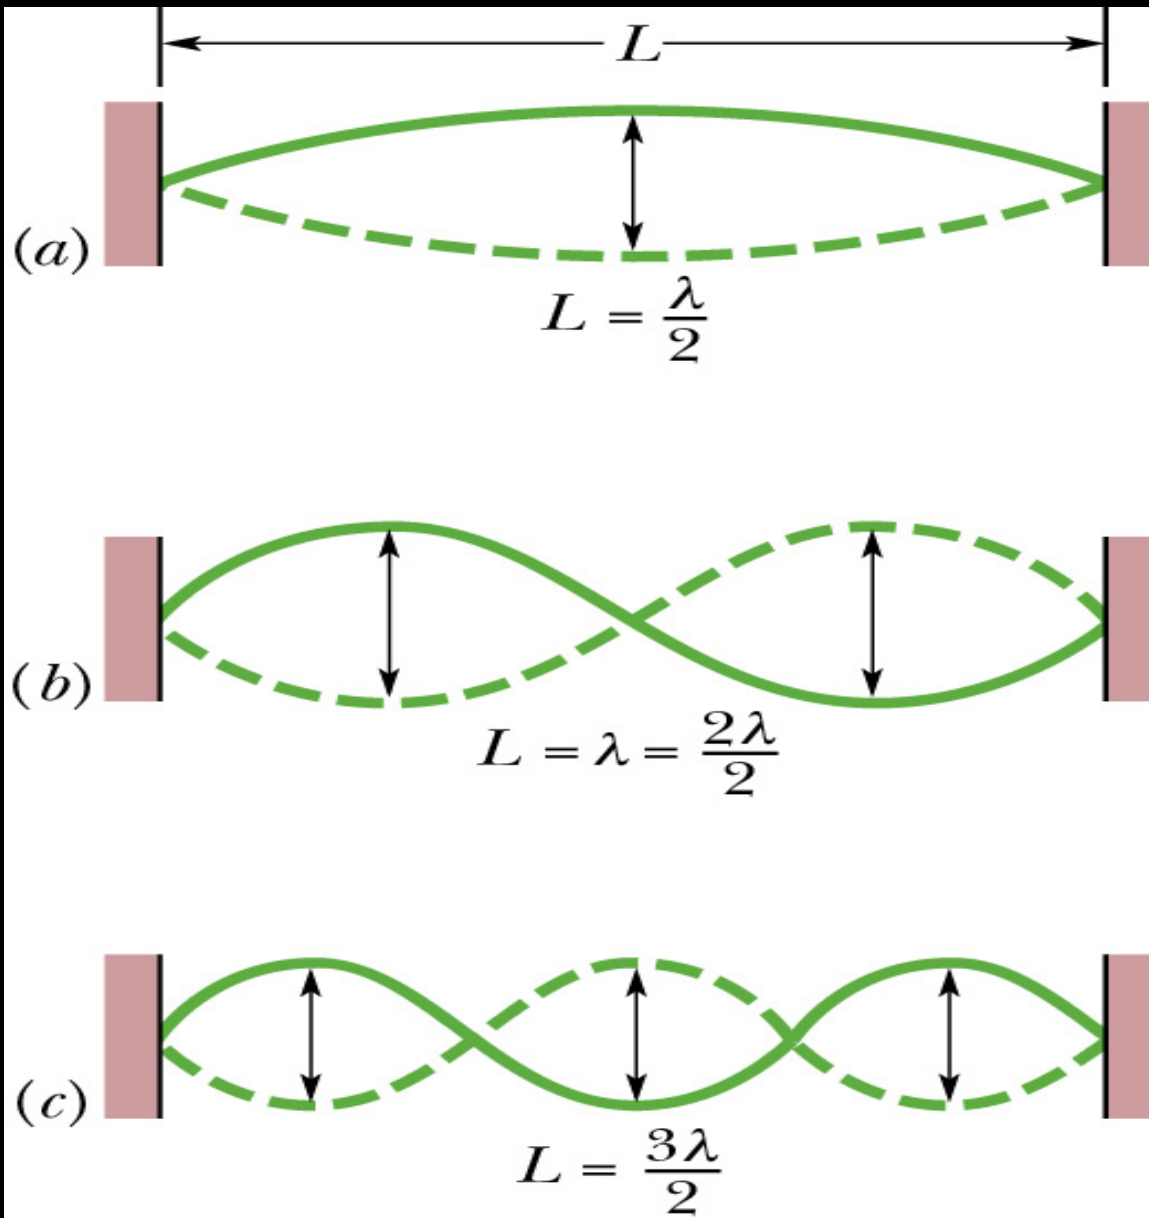 L
(a)
L = λ/2
(b)
L = λ = 2λ/2
(c)
L = 3λ/2